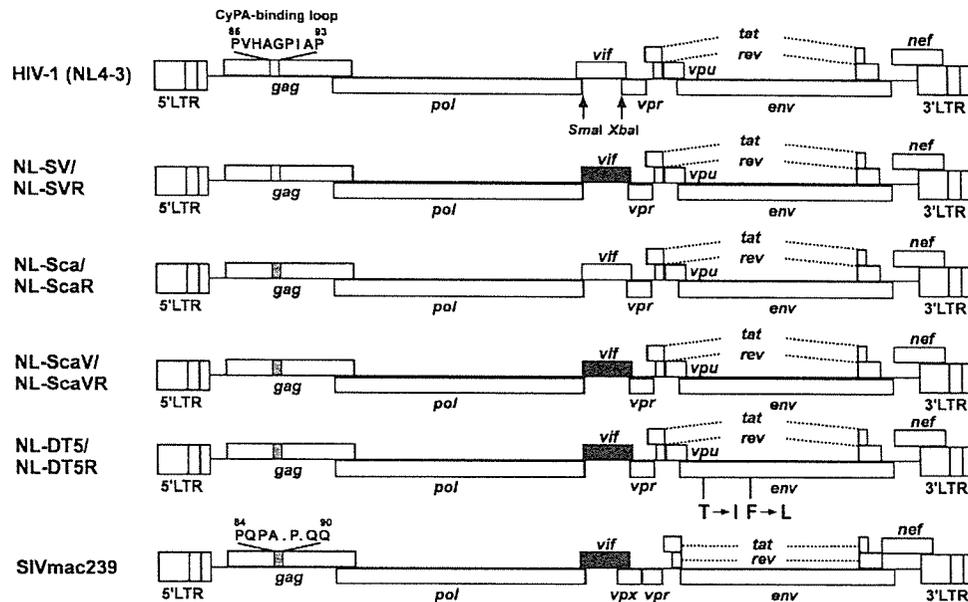 CyPA-binding loop
86 93
PVHAGPIAP
HIV-1 (NL4-3)
5'LTR
gag
pol
vif
SmaI XbaI
vpr
tat
rev
vpu
env
nef
3'LTR
NL-SV/
NL-SVR
5'LTR
gag
pol
vif
vpr
tat
rev
vpu
env
nef
3'LTR
NL-Sca/
NL-ScaR
5'LTR
gag
pol
vif
vpr
tat
rev
vpu
env
nef
3'LTR
NL-ScaV/
NL-ScaVR
5'LTR
gag
pol
vif
vpr
tat
rev
vpu
env
nef
3'LTR
NL-DT5/
NL-DT5R
5'LTR
gag
pol
vif
vpr
tat
rev
vpu
env
T→I F→L
nef
3'LTR
84 90
PQPA.P.QQ
SIVmac239
5'LTR
gag
pol
vif
vpx vpr
tat
rev
env
nef
3'LTR